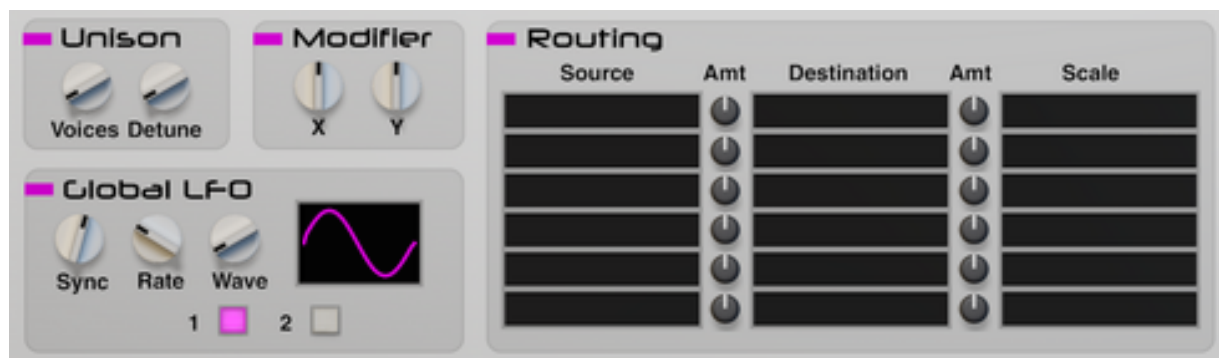 Unison
Voices Detune
Modifier
X Y
Global LFO
Sync Rate Wave
1 2
Routing
Source Amt Destination Amt Scale